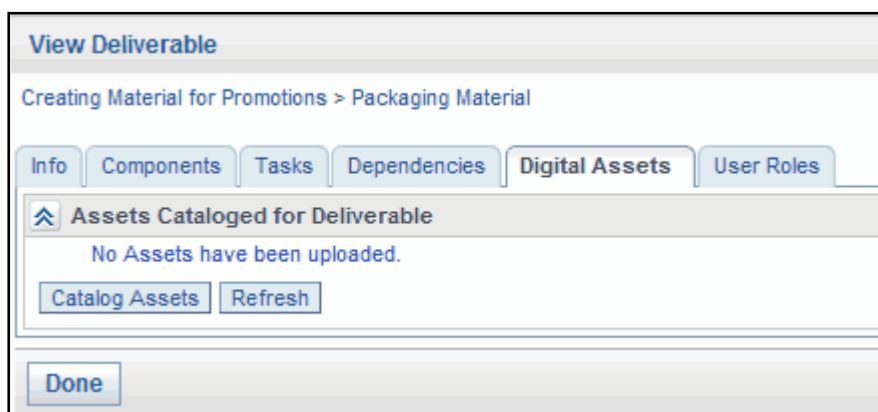 View Deliverable
Creating Material for Promotions > Packaging Material
Info Components Tasks Dependencies Digital Assets User Roles
Assets Cataloged for Deliverable
No Assets have been uploaded.
Catalog Assets Refresh
Done